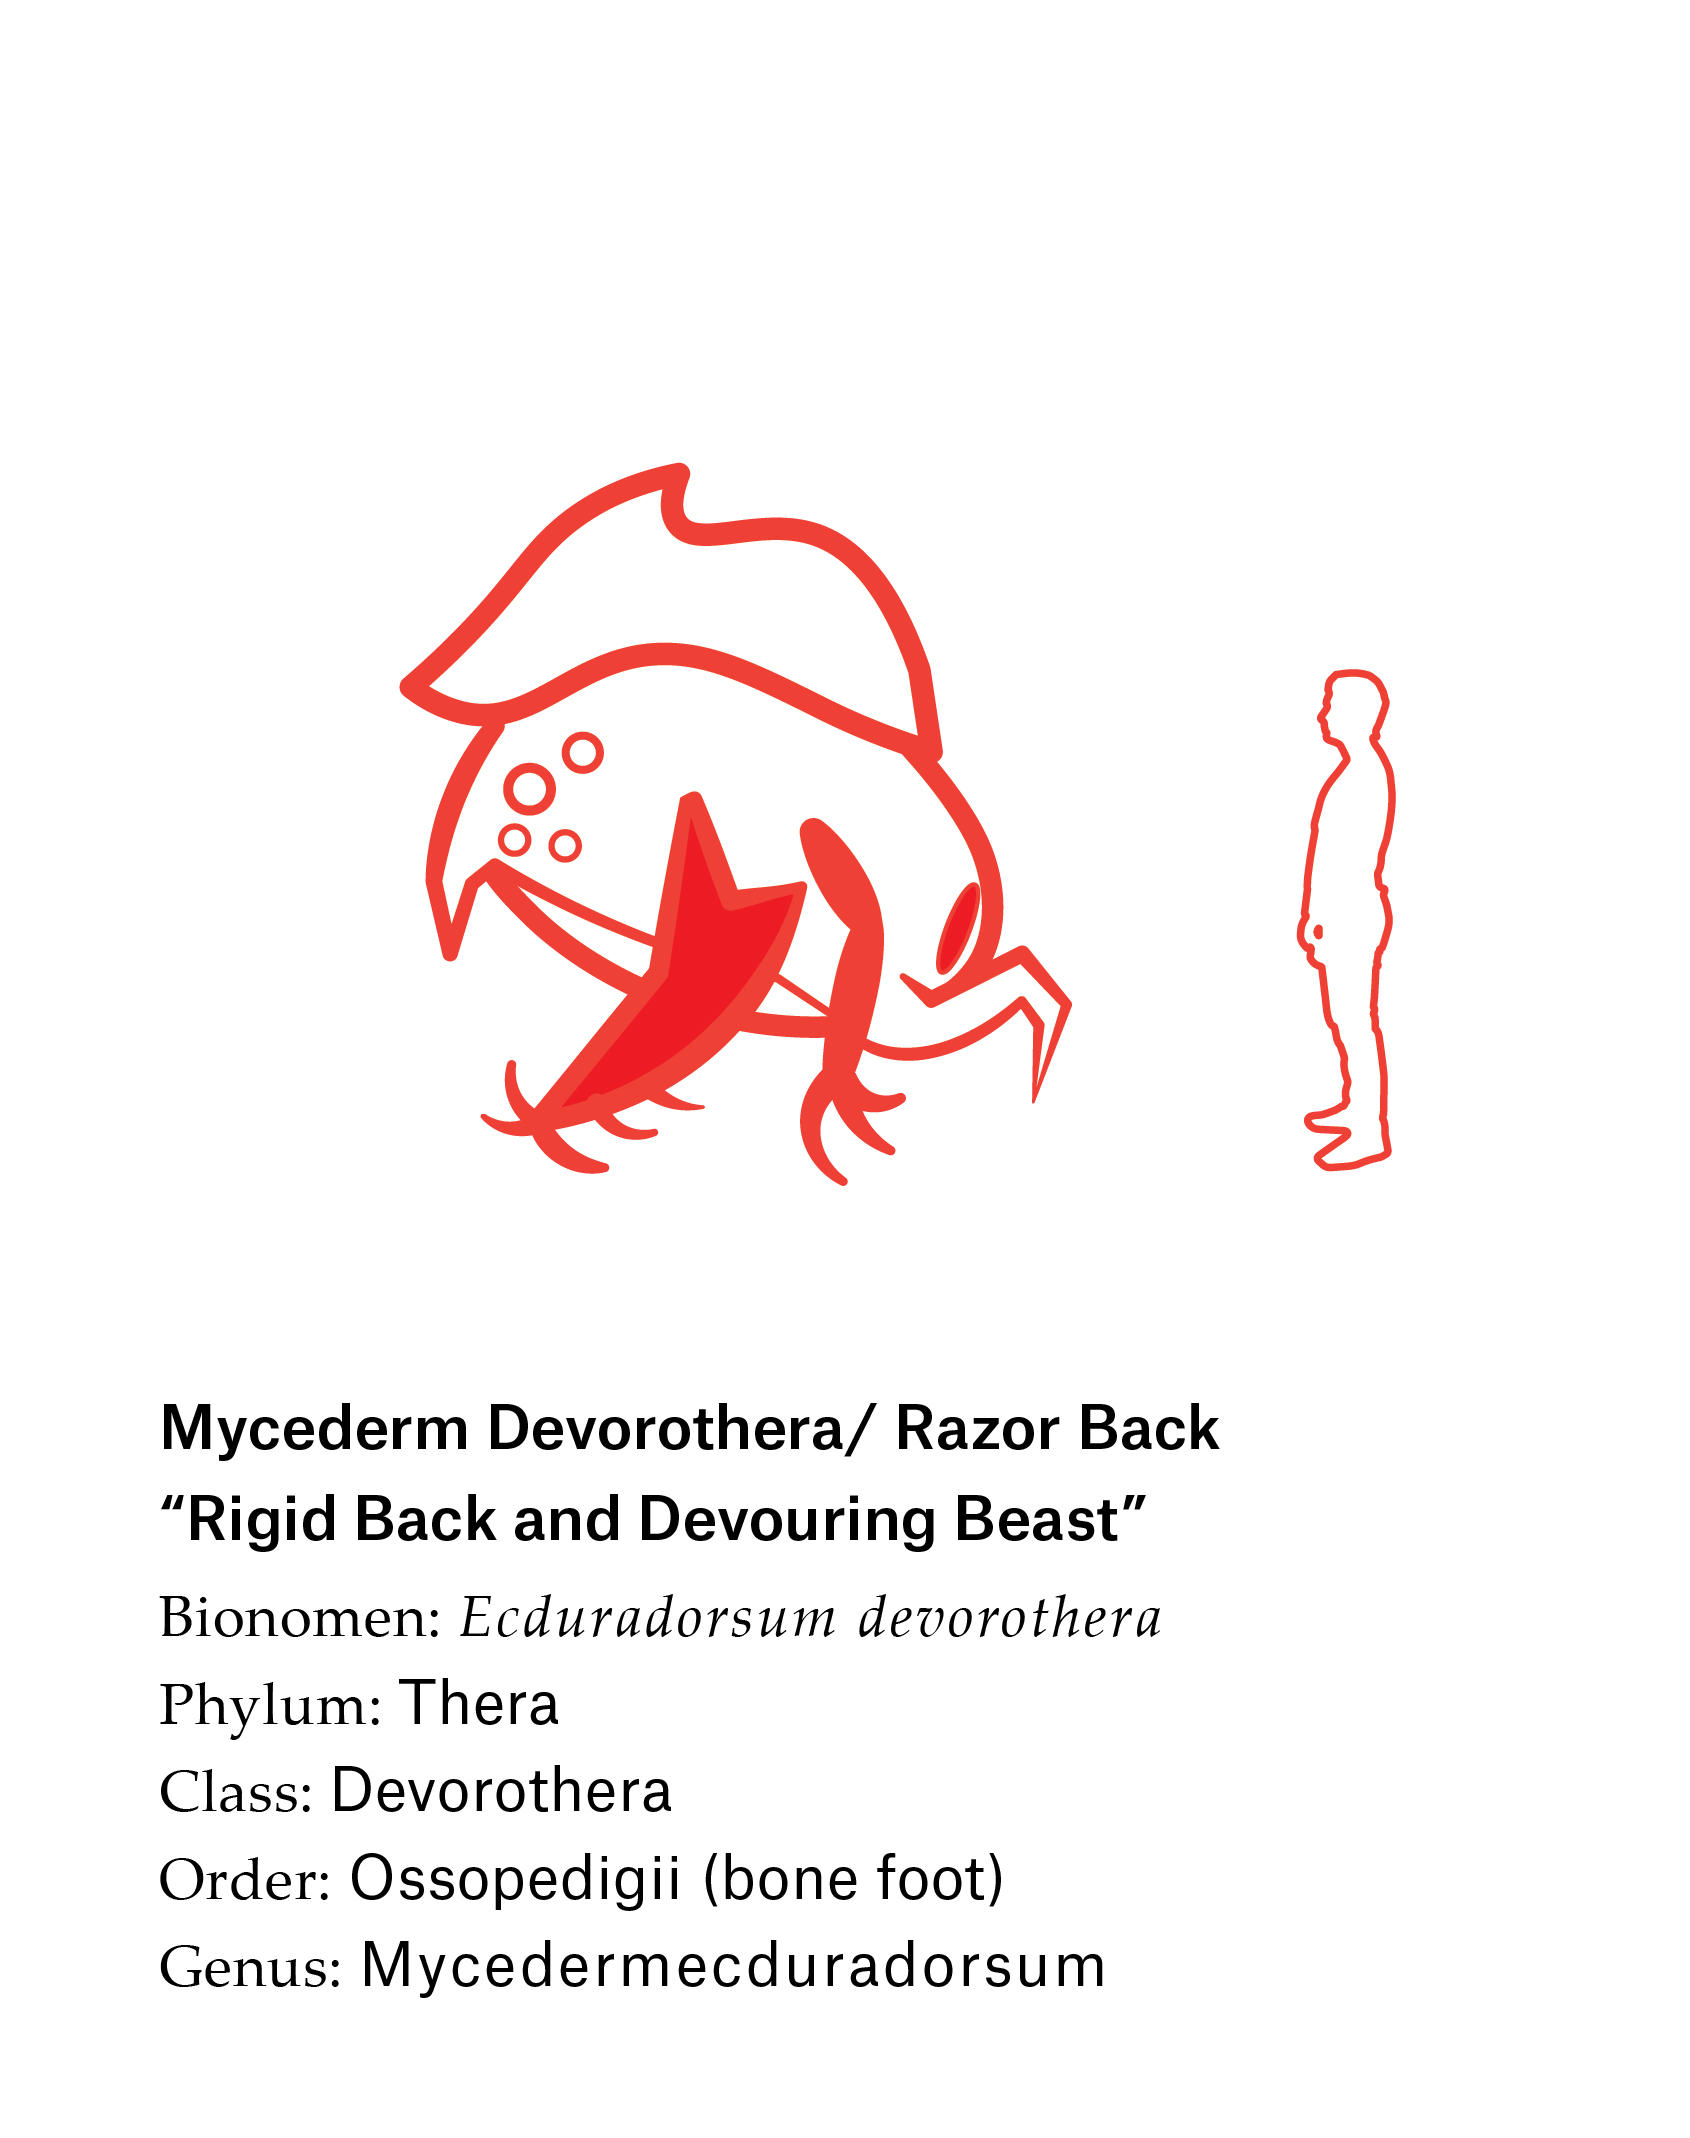 Mycederm Devorothera/ Razor Back
“Rigid Back and Devouring Beast”
Bionomen: Ecduradorsum devorothera
Phylum: Thera
Class: Devorothera
Order: Ossopedigii (bone foot)
Genus: Mycedermecduradorsum